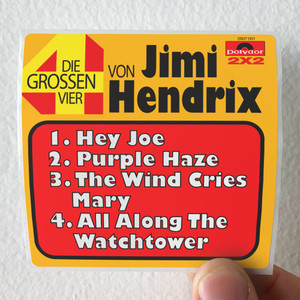 DIE
GROSSEN
VIER
4
VON Jimi
Hendrix
polydor
2X2
1. Hey Joe
2. Purple Haze
3. The Wind Cries
Mary
4. All Along The
Watchtower